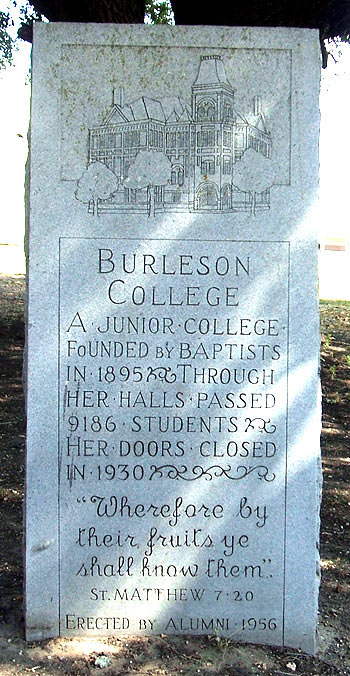 BURLESON
COLLEGE
A·JUNIOR·COLLEGE·
FOUNDED BY BAPTISTS
IN·1895 THROUGH
HER·HALLS·PASSED
9186·STUDENTS
HER·DOORS·CLOSED
IN·1930
"Wherefore by
their fruits ye
shall know them".
ST. MATTHEW 7·20
ERECTED BY ALUMNI·1956